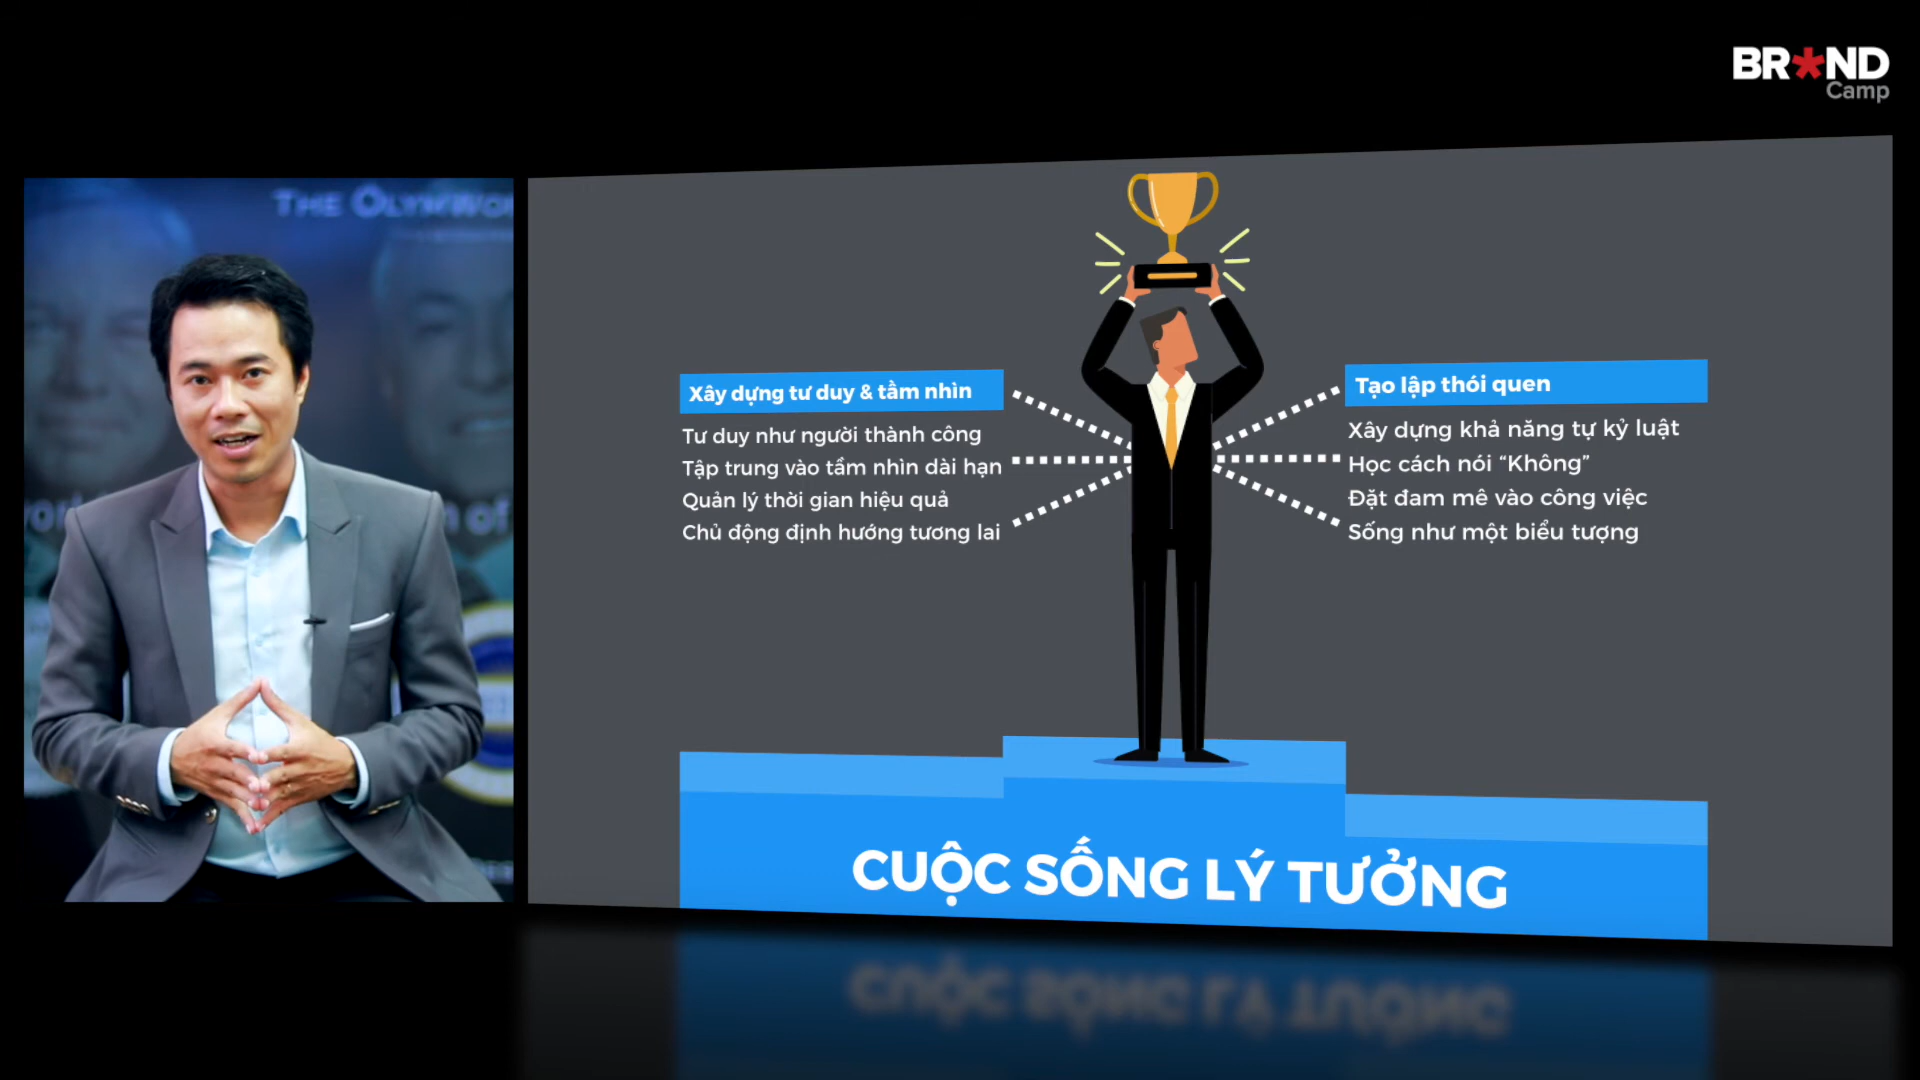 BR*ND
Camp
THE OLYMWO
Xây dựng tư duy & tầm nhìn
Tư duy như người thành công
Tập trung vào tầm nhìn dài hạn
Quản lý thời gian hiệu quả
Chủ động định hướng tương lai
Tạo lập thói quen
Xây dựng khả năng tự kỷ luật
Học cách nói “Không”
Đặt đam mê vào công việc
Sống như một biểu tượng
CUỘC SỐNG LÝ TƯỞNG